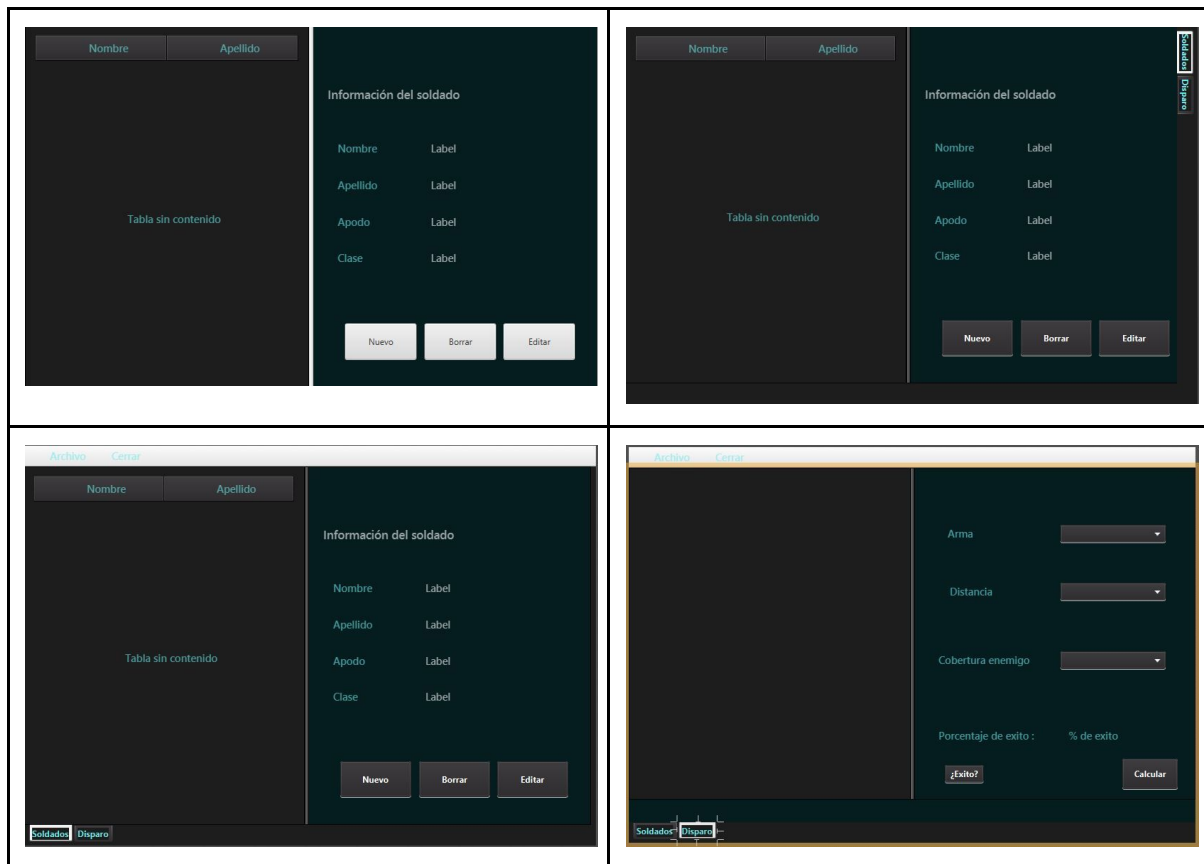 Nombre Apellido
Información del soldado
Nombre Label
Apellido Label
Tabla sin contenido
Apodo Label
Clase Label
Nuevo Borrar Editar
Nombre Apellido
Soldados
Disparo
Información del soldado
Nombre Label
Apellido Label
Tabla sin contenido
Apodo Label
Clase Label
Nuevo Borrar Editar
Archivo Cerrar
Nombre Apellido
Información del soldado
Nombre Label
Apellido Label
Tabla sin contenido
Apodo Label
Clase Label
Nuevo Borrar Editar
Soldados Disparo
Archivo Cerrar
Arma
Distancia
Cobertura enemigo
Porcentaje de exito : % de exito
¿Exito? Calcular
Soldados Disparo